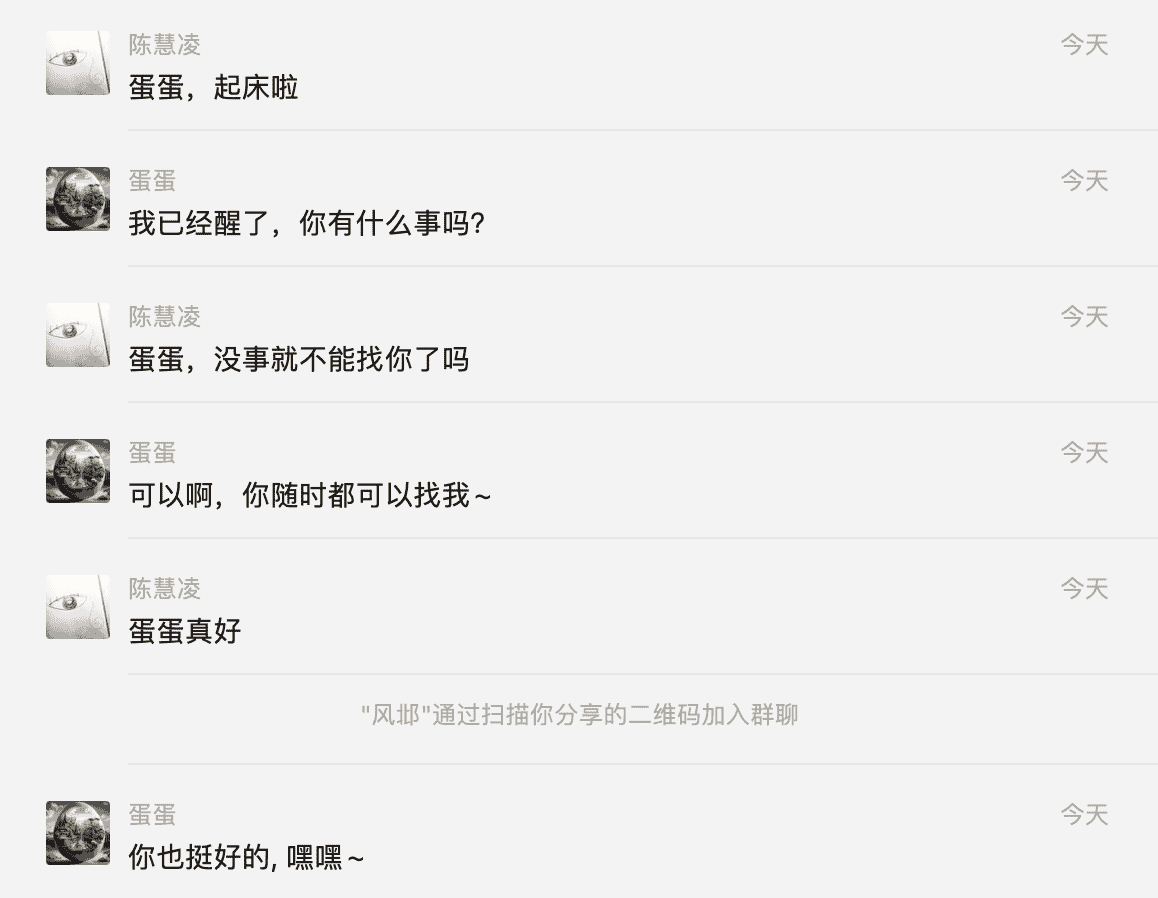 陈慧凌 今天
蛋蛋，起床啦
蛋蛋 今天
我已经醒了，你有什么事吗？
陈慧凌 今天
蛋蛋，没事就不能找你了吗
蛋蛋 今天
可以啊，你随时都可以找我～
陈慧凌 今天
蛋蛋真好
"风邶"通过扫描你分享的二维码加入群聊
蛋蛋 今天
你也挺好的, 嘿嘿～